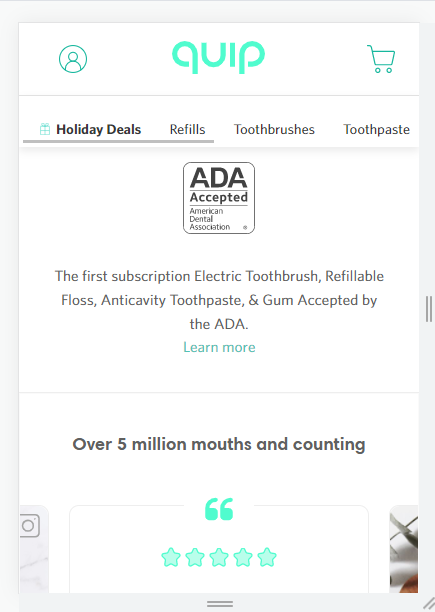 quip
Holiday Deals Refills Toothbrushes Toothpaste
ADA
Accepted
American
Dental
Association ®
The first subscription Electric Toothbrush, Refillable
Floss, Anticavity Toothpaste, & Gum Accepted by
the ADA.
Learn more
Over 5 million mouths and counting
“